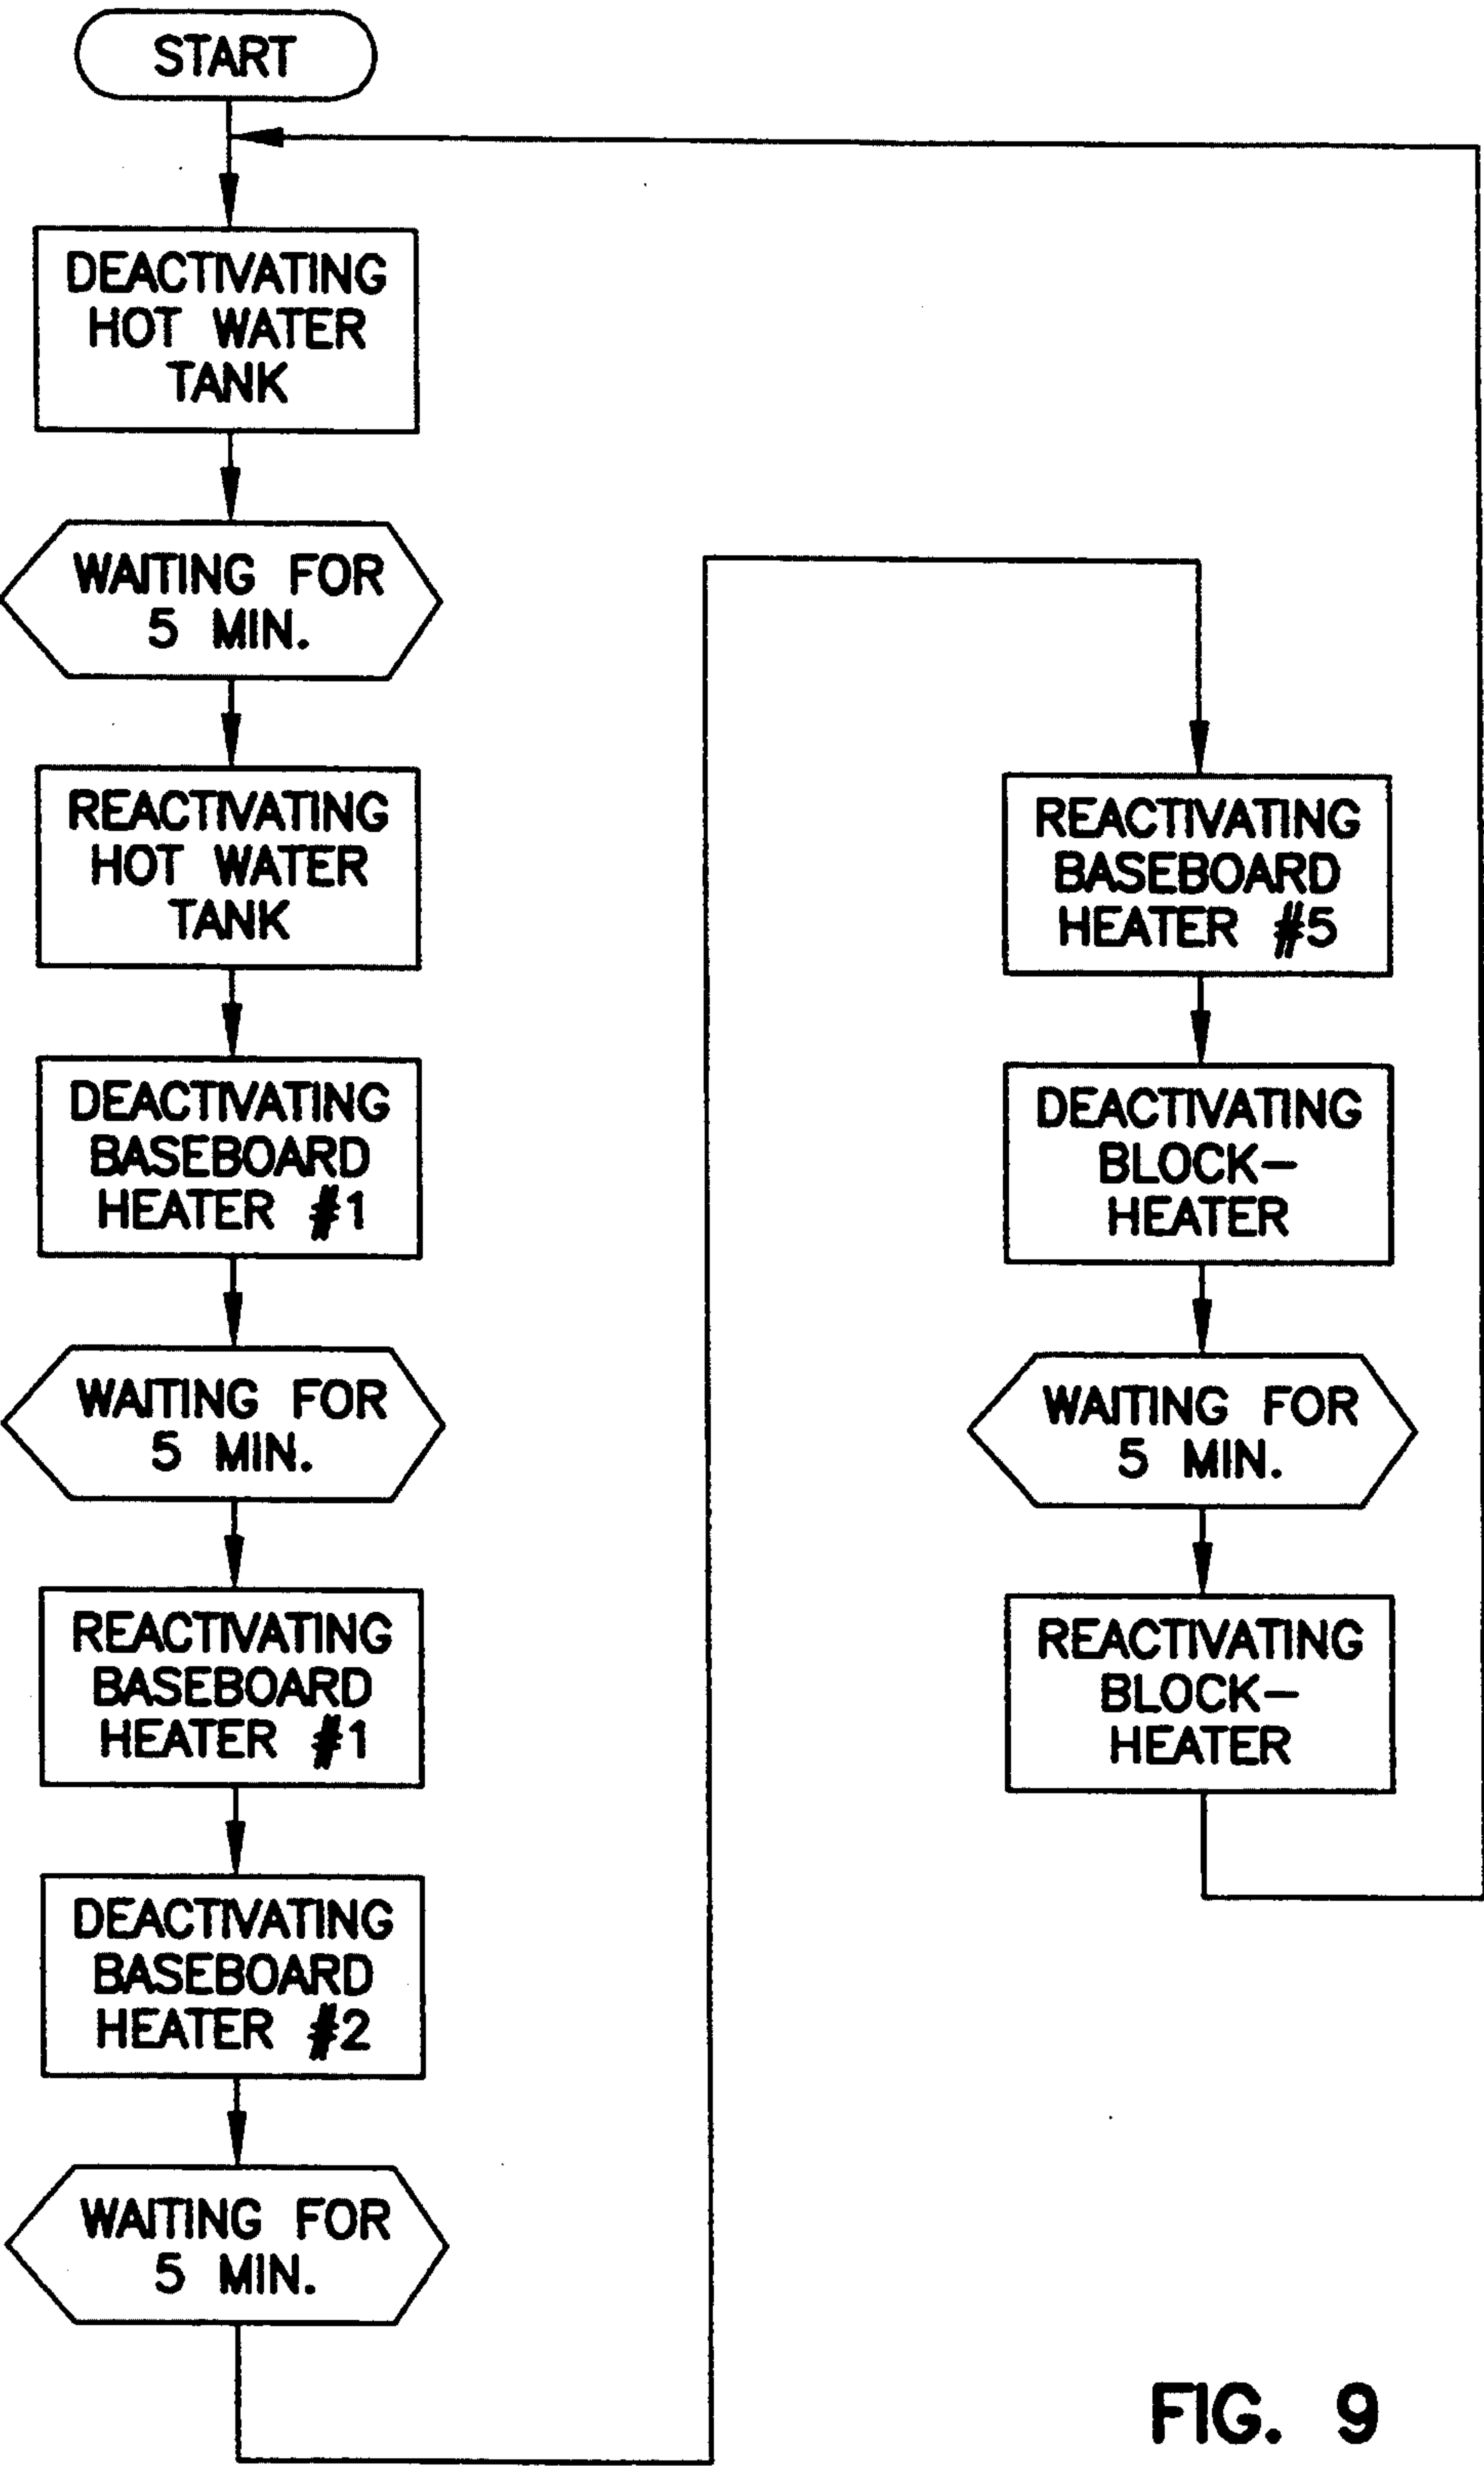 START
DEACTIVATING
HOT WATER
TANK
WAITING FOR
5 MIN.
REACTIVATING
HOT WATER
TANK
DEACTIVATING
BASEBOARD
HEATER #1
WAITING FOR
5 MIN.
REACTIVATING
BASEBOARD
HEATER #1
DEACTIVATING
BASEBOARD
HEATER #2
WAITING FOR
5 MIN.
REACTIVATING
BASEBOARD
HEATER #5
DEACTIVATING
BLOCK-
HEATER
WAITING FOR
5 MIN.
REACTIVATING
BLOCK-
HEATER
FIG. 9